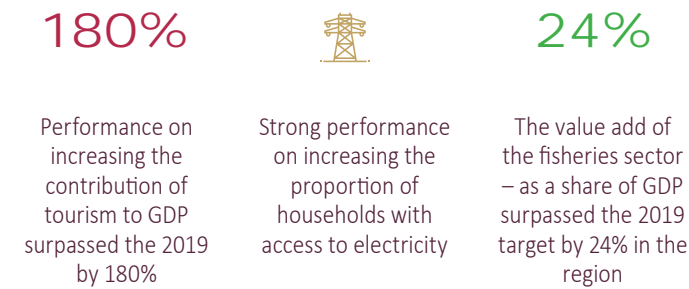 180%
Performance on
increasing the
contribution of
tourism to GDP
surpassed the 2019
by 180%
Strong performance
on increasing the
proportion of
households with
access to electricity
24%
The value add of
the fisheries sector
– as a share of GDP
surpassed the 2019
target by 24% in the
region